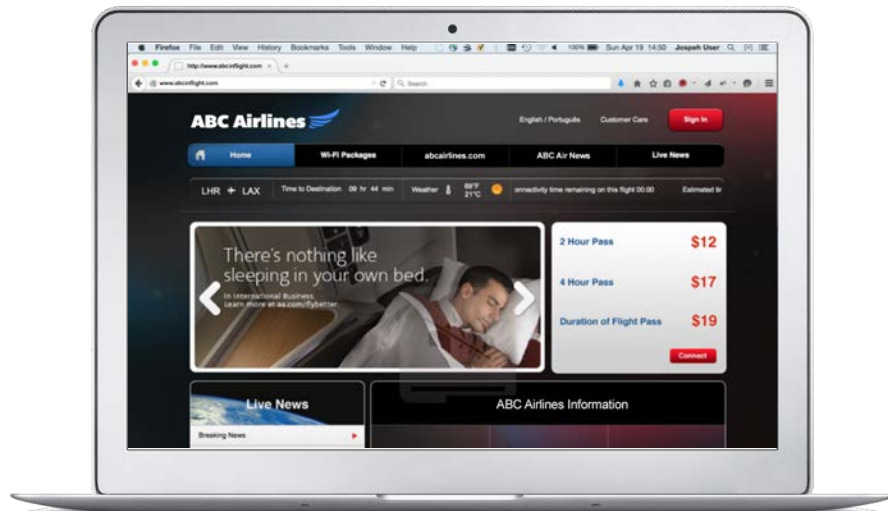 Firefox File Edit View History Bookmarks Tools Window Help 100% Sun Apr 19 14:50 Jospeh User
http://www.abcinflight.com
www.abcinflight.com Search
ABC Airlines
English / Português Customer Care Sign In
Home Wi-Fi Packages abcairlines.com ABC Air News Live News
LHR LAX Time to Destination 08 hr 44 min Weather 69°F onnectivity time remaining on this flight 00:00 Estimated tir
21°C
There's nothing like
sleeping in your own bed.
In International Business
Learn more at aa.com/flybetter
2 Hour Pass $12
4 Hour Pass $17
Duration of Flight Pass $19
Connect
Live News
ABC Airlines Information
Breaking News